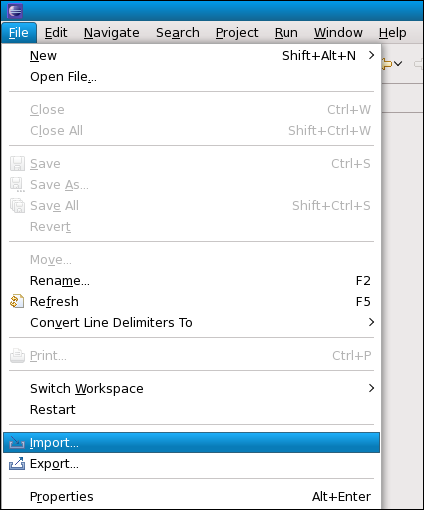 File Edit Navigate Search Project Run Window Help
New Shift+Alt+N
Open File...
Close Ctrl+W
Close All Shift+Ctrl+W
Save Ctrl+S
Save As...
Save All Shift+Ctrl+S
Revert
Move...
Rename... F2
Refresh F5
Convert Line Delimiters To
Print... Ctrl+P
Switch Workspace
Restart
Import...
Export...
Properties Alt+Enter